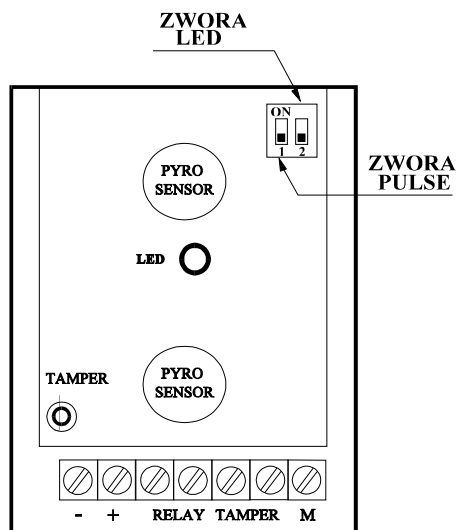 ZWORA
LED
ON
1 2
ZWORA
PULSE
PYRO
SENSOR
LED
PYRO
SENSOR
TAMPER
- + RELAY TAMPER M